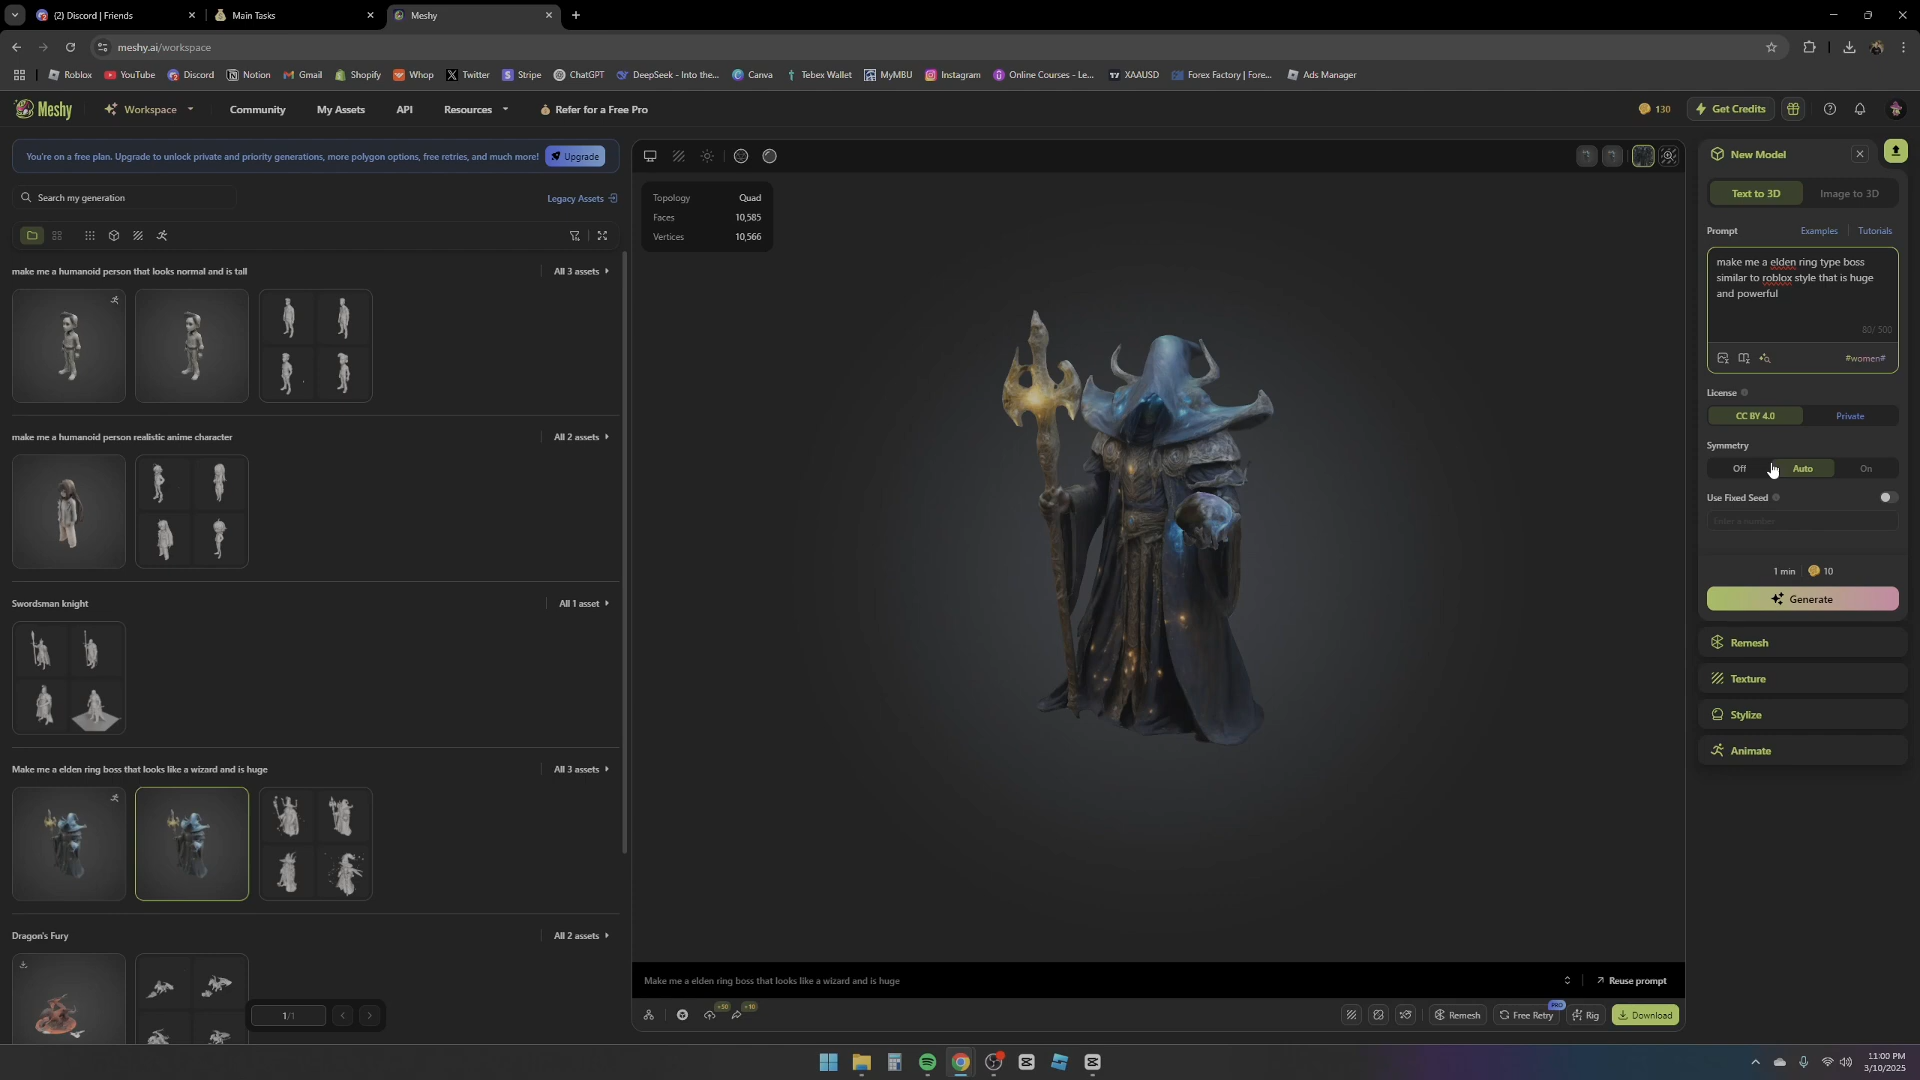 (2) Discord | Friends
Main Tasks
Meshy
meshy.ai/workspace
Roblox
YouTube
Discord
Notion
Gmail
Shopify
Whop
Twitter
Stripe
ChatGPT
DeepSeek - Into the...
Canva
Tebex Wallet
MyMBU
Instagram
Online Courses - Le...
XAAUSD
Forex Factory | Fore...
Ads Manager
Meshy
Workspace
Community
My Assets
API
Resources
Refer for a Free Pro
130
Get Credits
You're on a free plan. Upgrade to unlock private and priority generations, more polygon options, free retries, and much more!
Upgrade
Search my generation
Legacy Assets
make me a humanoid person that looks normal and is tall
All 3 assets
make me a humanoid person realistic anime character
All 2 assets
Swordsman knight
All 1 asset
Make me a elden ring boss that looks like a wizard and is huge
All 3 assets
Dragon's Fury
All 2 assets
1/1
Topology Quad
Faces 10,585
Vertices 10,566
Make me a elden ring boss that looks like a wizard and is huge
Reuse prompt
+50
+10
Remesh
PRO
Free Retry
Rig
Download
New Model
Text to 3D
Image to 3D
Prompt
Examples
Tutorials
make me a elden ring type boss
similar to roblox style that is huge
and powerful
80/ 500
#women#
License
CC BY 4.0
Private
Symmetry
Off
Auto
On
Use Fixed Seed
Enter a number
1 min
10
Generate
Remesh
Texture
Stylize
Animate
11:00 PM
3/10/2025